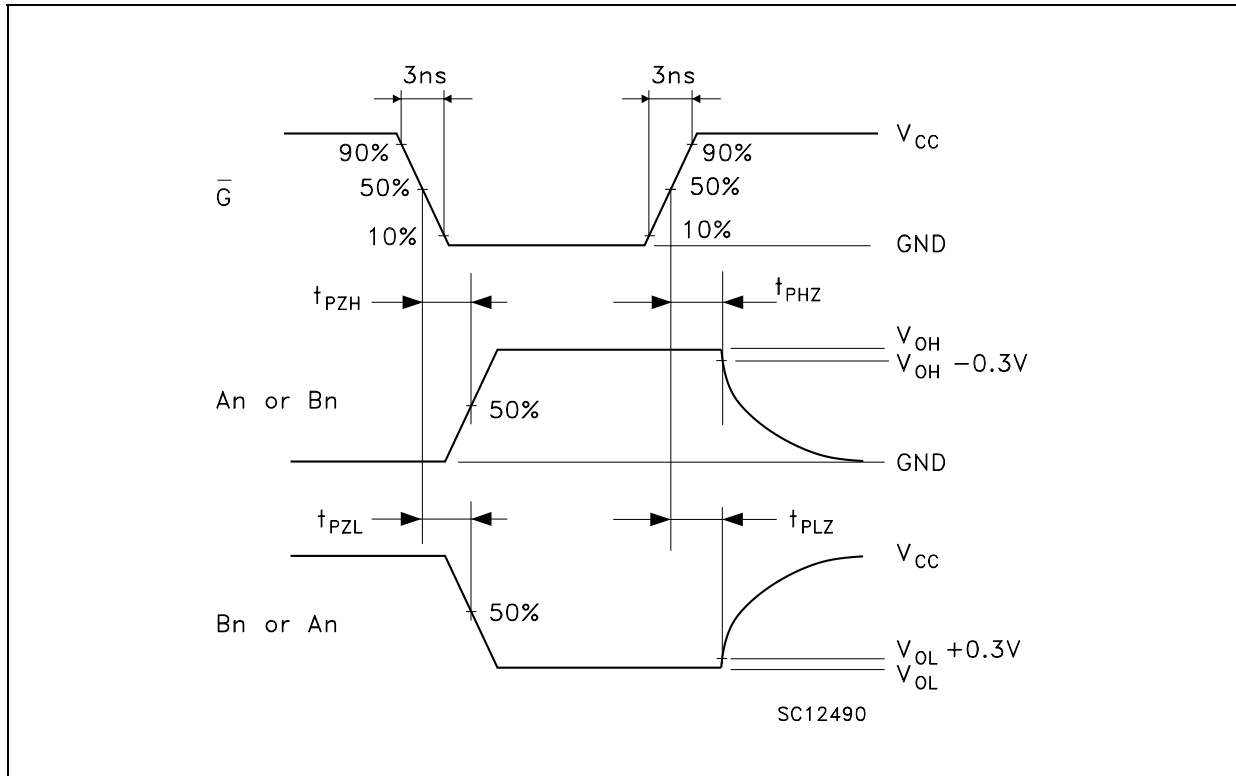 3ns
3ns
V_CC
90%
90%
50%
50%
G̅
10%
10%
GND
t_PZH
t_PHZ
V_OH
V_OH −0.3V
An or Bn
50%
GND
t_PZL
t_PLZ
V_CC
50%
Bn or An
V_OL +0.3V
V_OL
SC12490